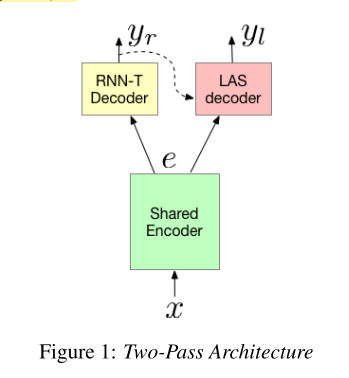 y_r
y_l
RNN-T
Decoder
LAS
decoder
e
Shared
Encoder
x
Figure 1: Two-Pass Architecture